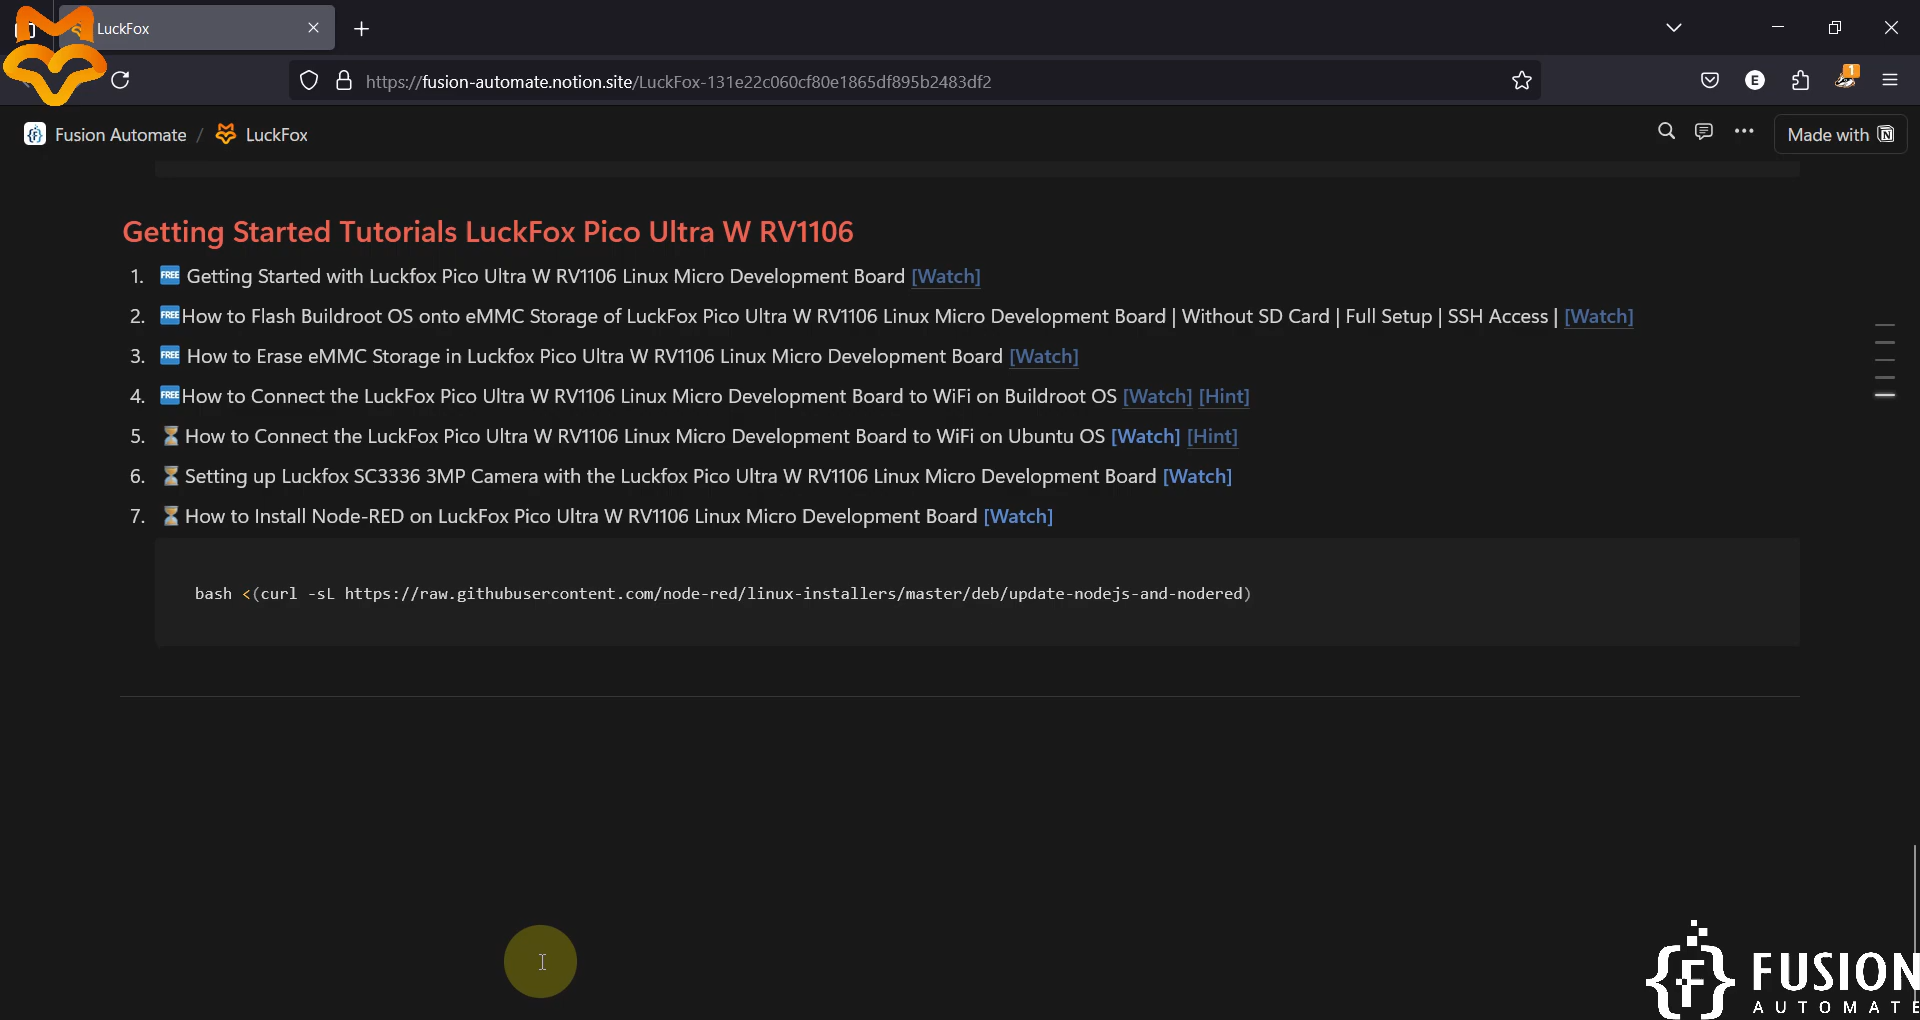 LuckFox
https://fusion-automate.notion.site/LuckFox-131e22c060cf80e1865df895b2483df2
E
1
Fusion Automate / LuckFox
Made with
Getting Started Tutorials LuckFox Pico Ultra W RV1106
1. FREE Getting Started with Luckfox Pico Ultra W RV1106 Linux Micro Development Board [Watch]
2. FREE How to Flash Buildroot OS onto eMMC Storage of LuckFox Pico Ultra W RV1106 Linux Micro Development Board | Without SD Card | Full Setup | SSH Access | [Watch]
3. FREE How to Erase eMMC Storage in Luckfox Pico Ultra W RV1106 Linux Micro Development Board [Watch]
4. FREE How to Connect the LuckFox Pico Ultra W RV1106 Linux Micro Development Board to WiFi on Buildroot OS [Watch] [Hint]
5. ⏳How to Connect the LuckFox Pico Ultra W RV1106 Linux Micro Development Board to WiFi on Ubuntu OS [Watch] [Hint]
6. ⏳Setting up Luckfox SC3336 3MP Camera with the Luckfox Pico Ultra W RV1106 Linux Micro Development Board [Watch]
7. ⏳How to Install Node-RED on LuckFox Pico Ultra W RV1106 Linux Micro Development Board [Watch]
bash <(curl -sL https://raw.githubusercontent.com/node-red/linux-installers/master/deb/update-nodejs-and-nodered)
{F} FUSION
AUTOMATE